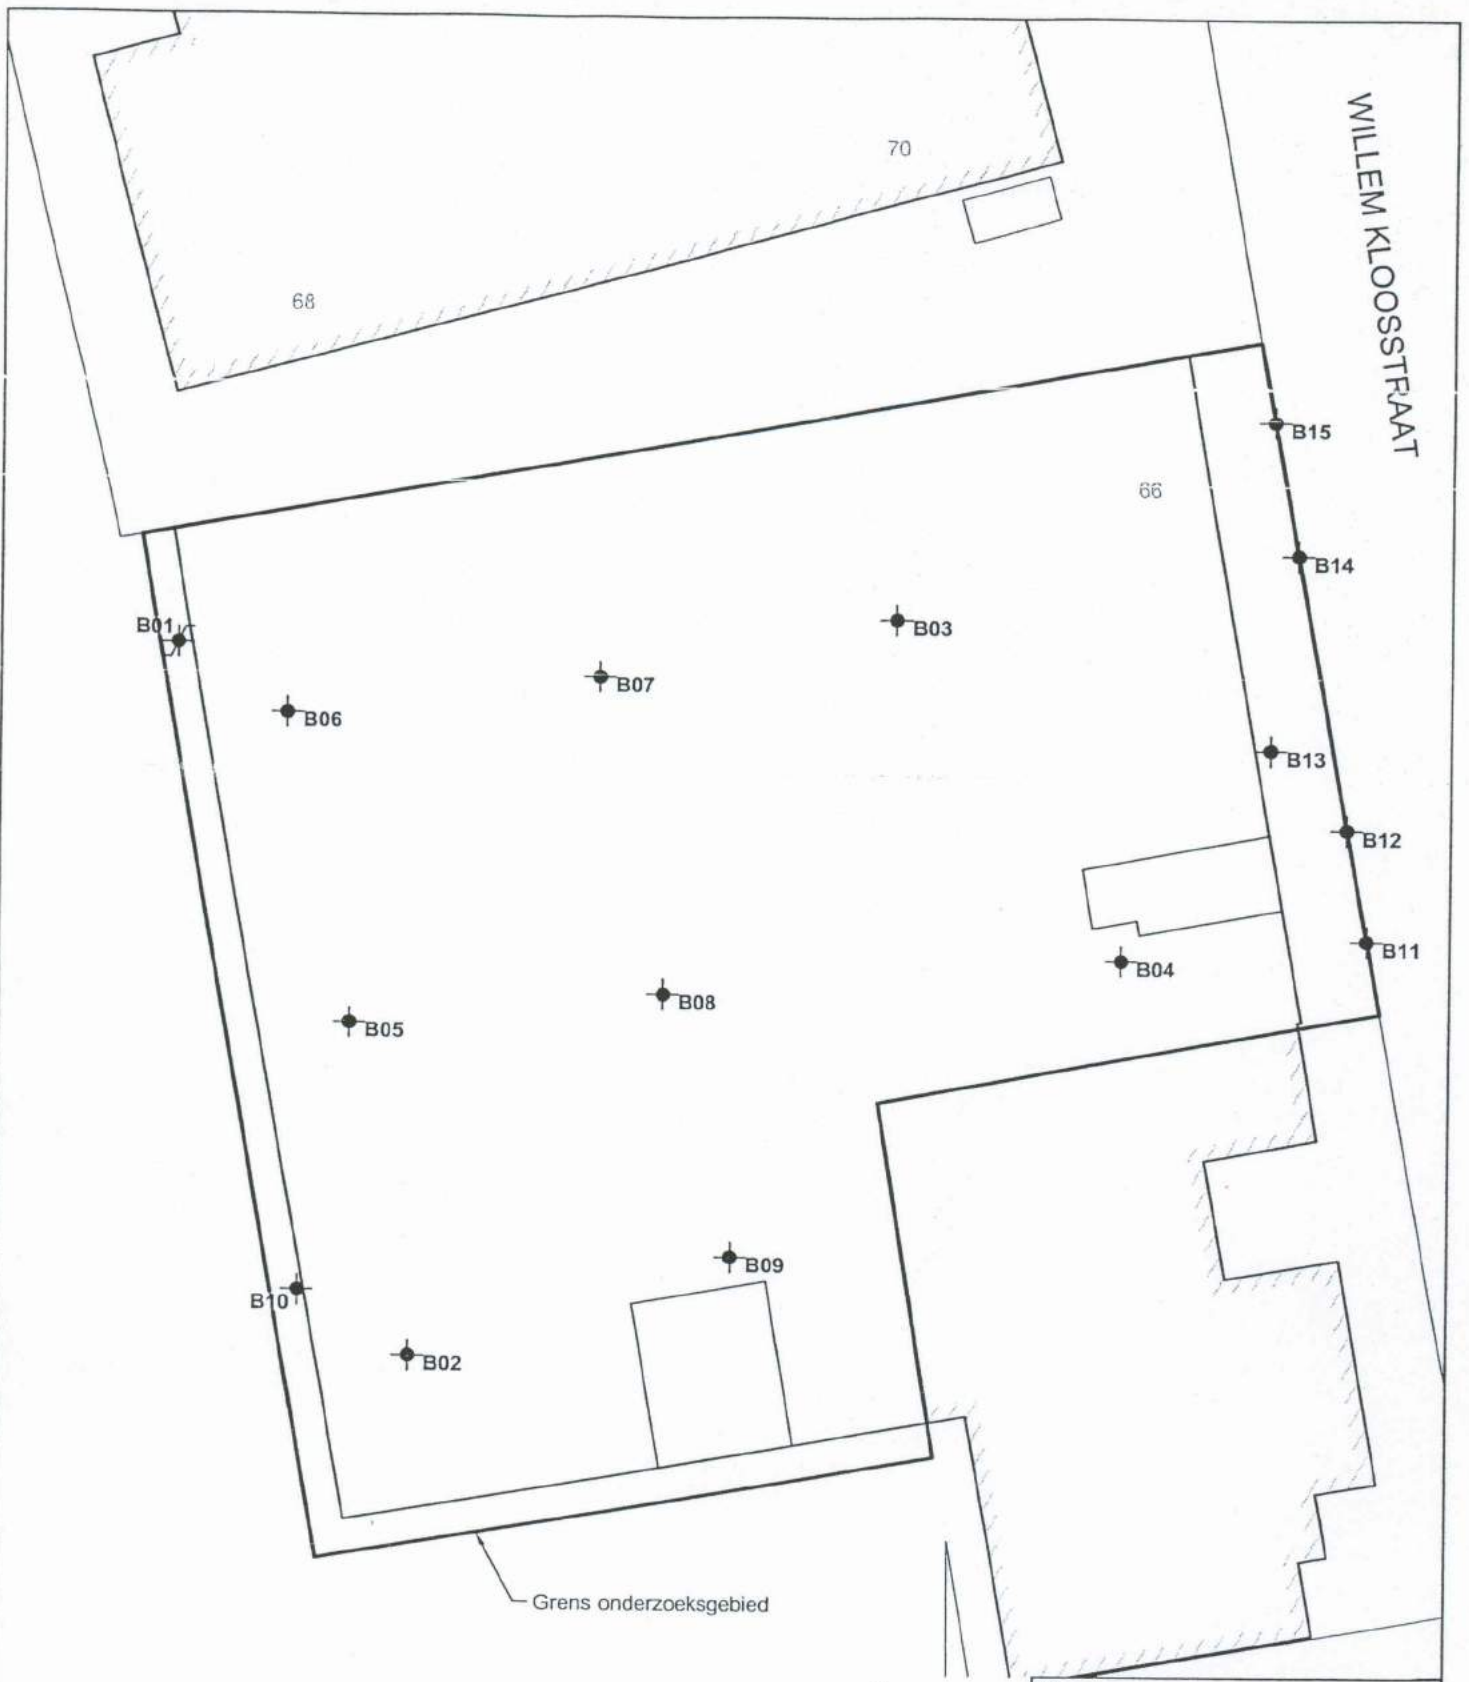 70
WILLEM KLOOSSTRAAT
68
B15
66
B14
B01
B03
B07
B06
B13
B12
B11
B04
B08
B05
B09
B10
B02
Grens onderzoeksgebied